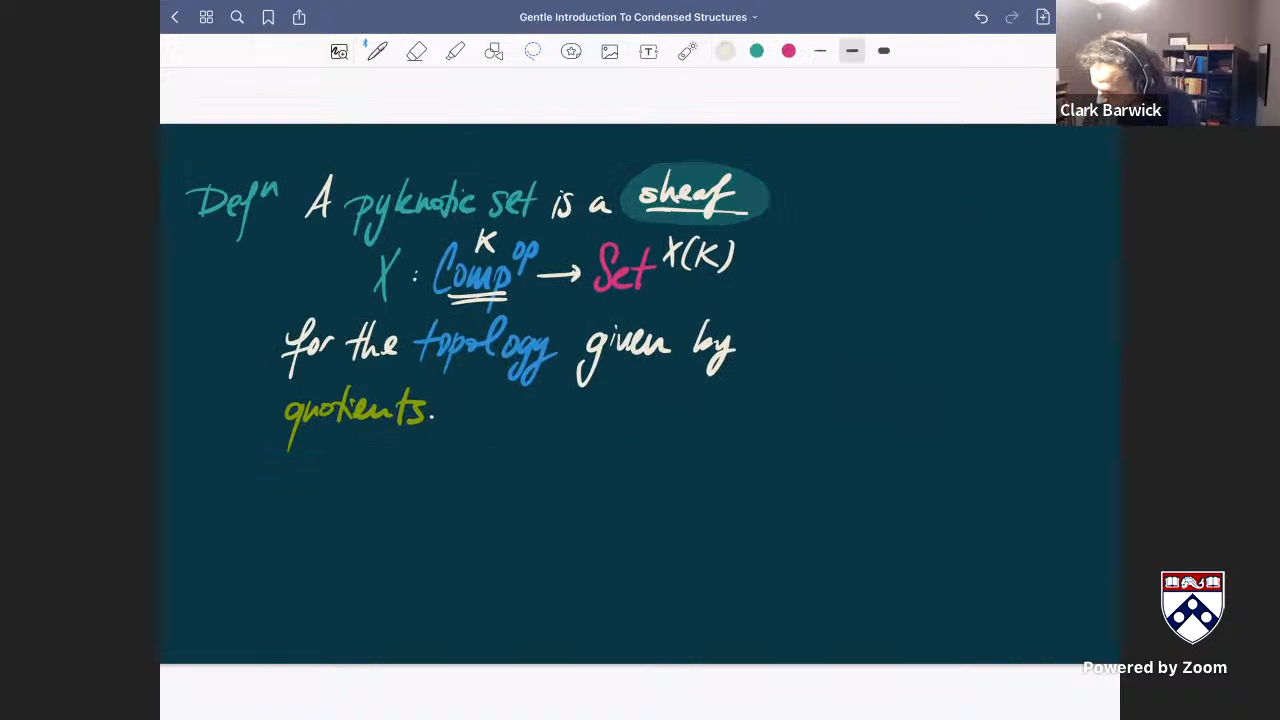 Gentle Introduction To Condensed Structures
Clark Barwick
Defⁿ A pyknotic set is a sheaf
K
X : Comp^op → Set X(K)
for the topology given by
quotients.
Powered by Zoom